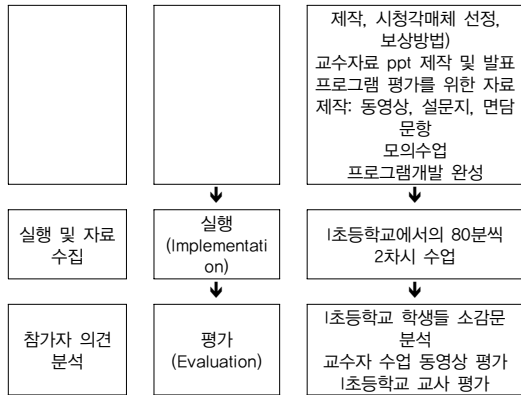 제작, 시청각매체 선정,
보상방법)
교수자료 ppt 제작 및 발표
프로그램 평가를 위한 자료
제작: 동영상, 설문지, 면담
문항
모의수업
프로그램개발 완성
실행 및 자료
수집
실행
(Implementati
on)
I초등학교에서의 80분씩
2차시 수업
참가자 의견
분석
평가
(Evaluation)
I초등학교 학생들 소감문
분석
교수자 수업 동영상 평가
I초등학교 교사 평가